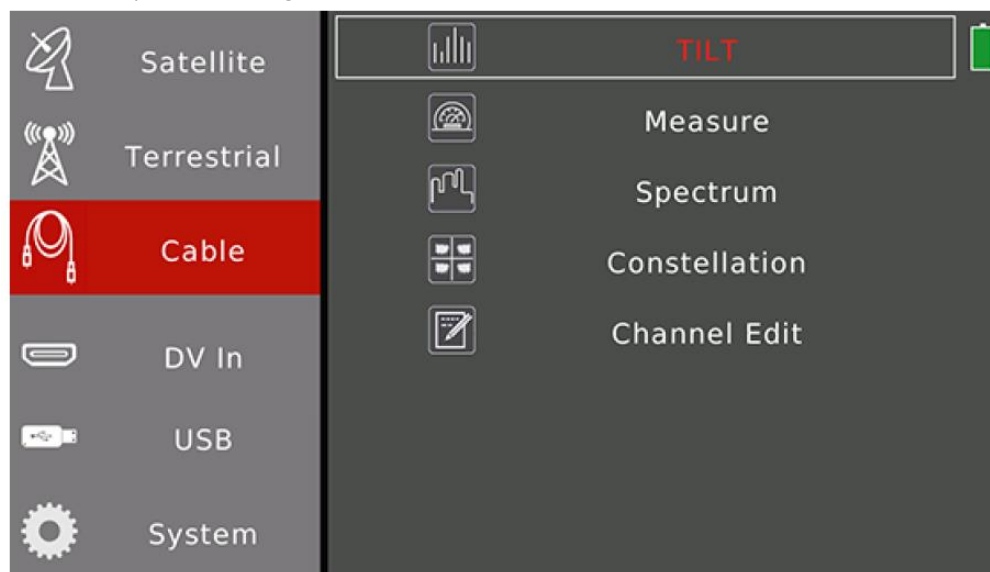 Satellite
Terrestrial
Cable
DV In
USB
System
TILT
Measure
Spectrum
Constellation
Channel Edit